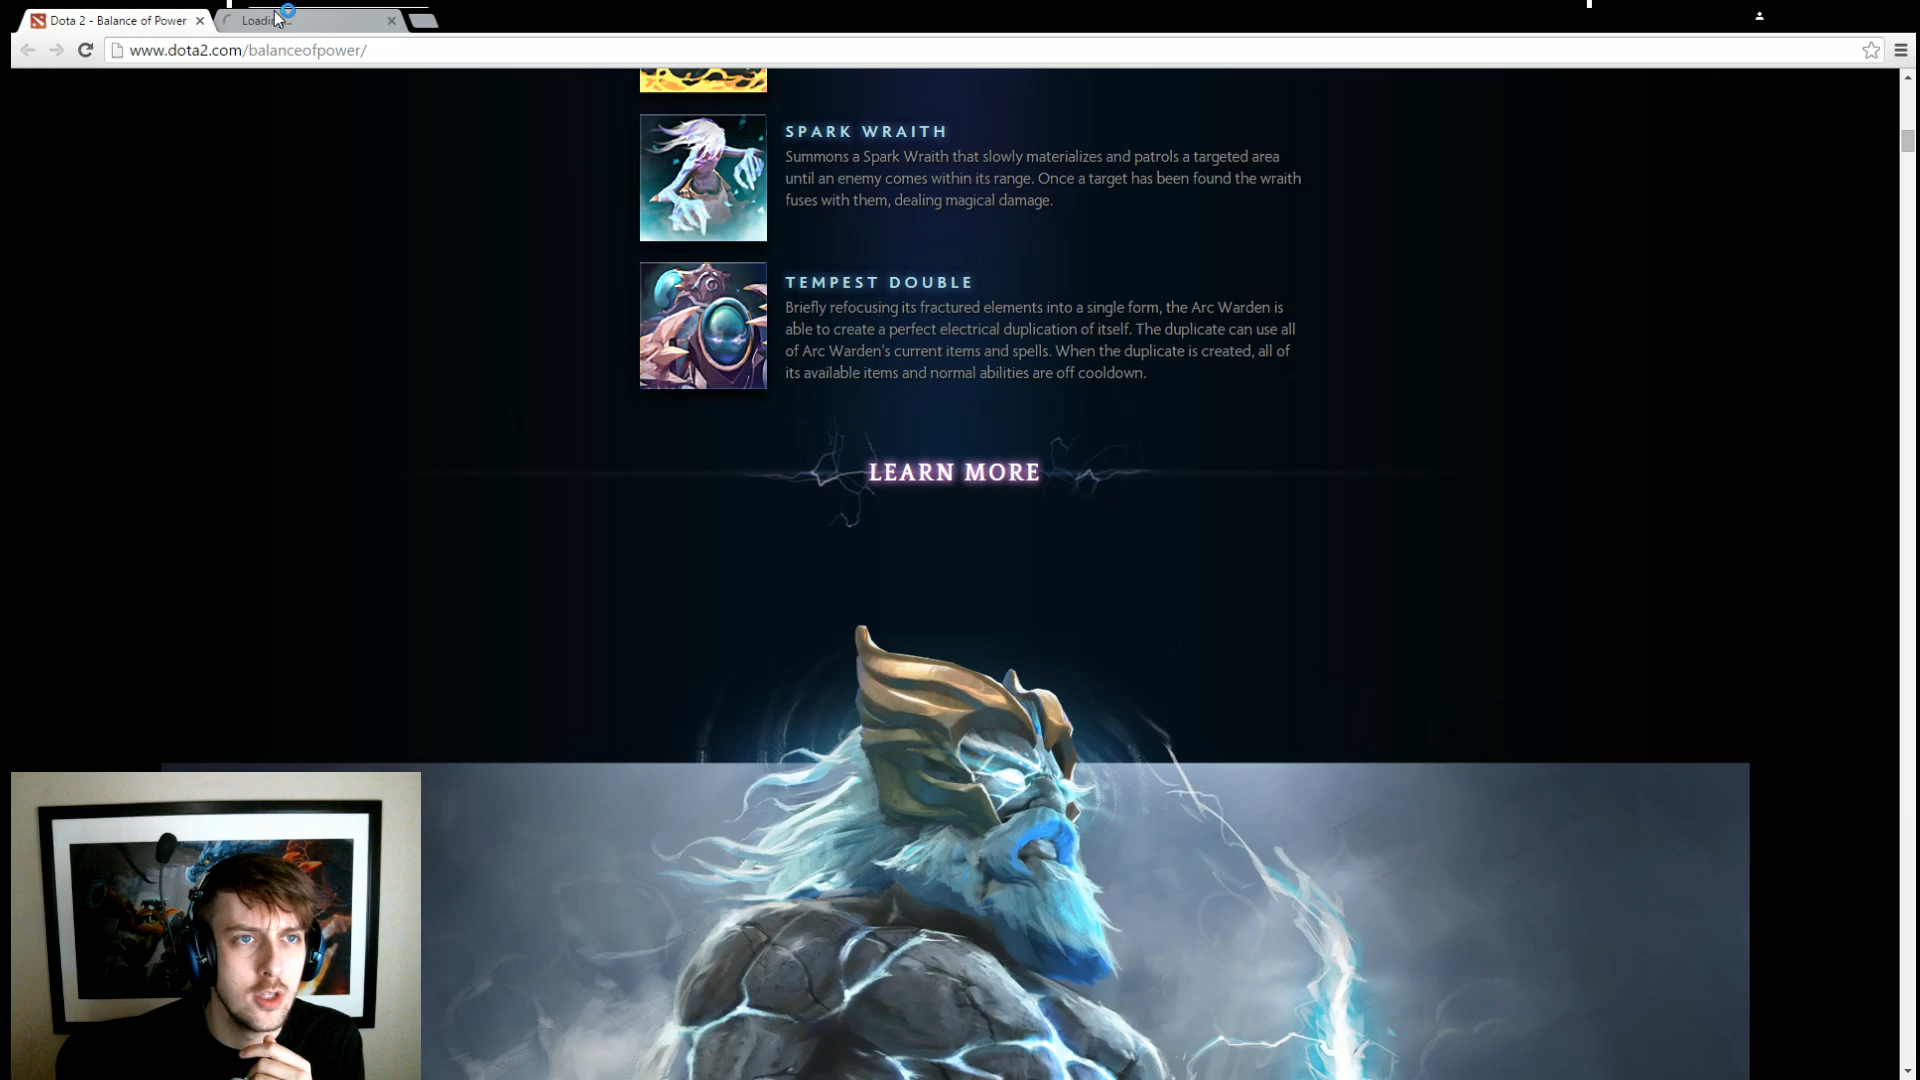 Dota 2 - Balance of Power
www.dota2.com/balanceofpower/
SPARK WRAITH
Summons a Spark Wraith that slowly materializes and patrols a targeted area
until an enemy comes within its range. Once a target has been found the wraith
fuses with them, dealing magical damage.
TEMPEST DOUBLE
Briefly refocusing its fractured elements into a single form, the Arc Warden is
able to create a perfect electrical duplication of itself. The duplicate can use all
of Arc Warden's current items and spells. When the duplicate is created, all of
its available items and normal abilities are off cooldown.
LEARN MORE